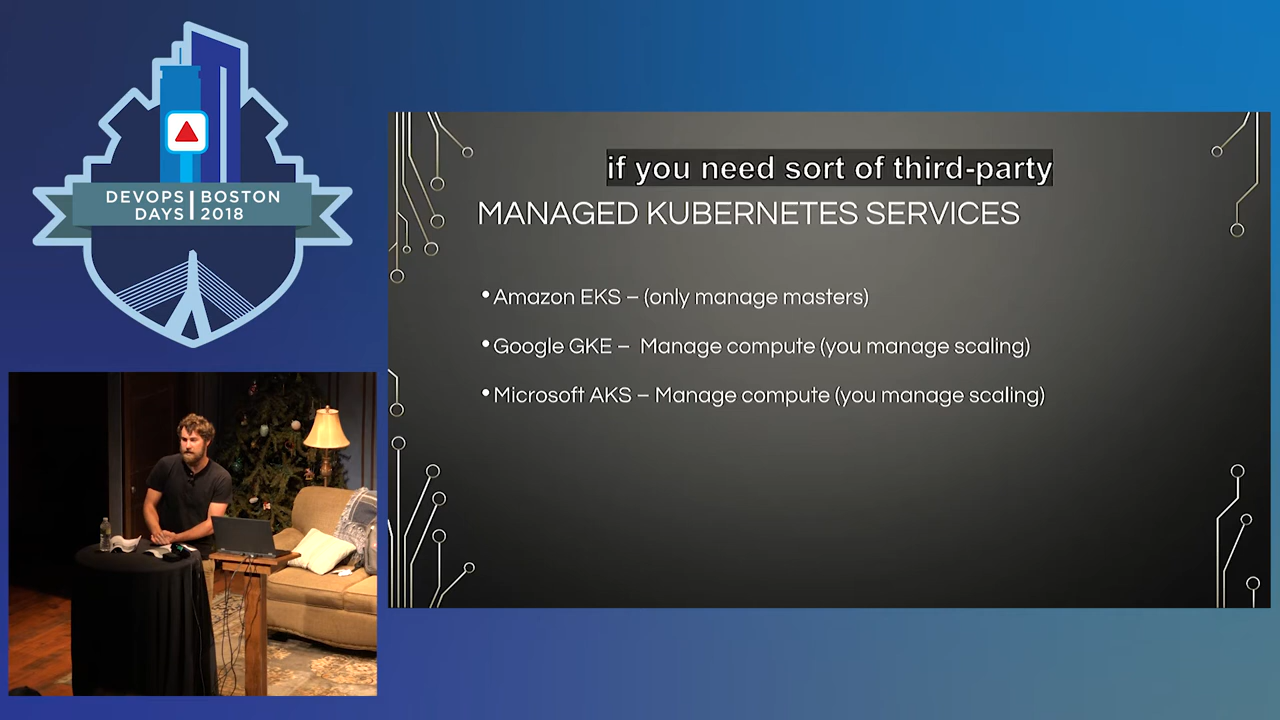 DEVOPS BOSTON
DAYS 2018
if you need sort of third-party
MANAGED KUBERNETES SERVICES
•Amazon EKS – (only manage masters)
•Google GKE – Manage compute (you manage scaling)
•Microsoft AKS – Manage compute (you manage scaling)